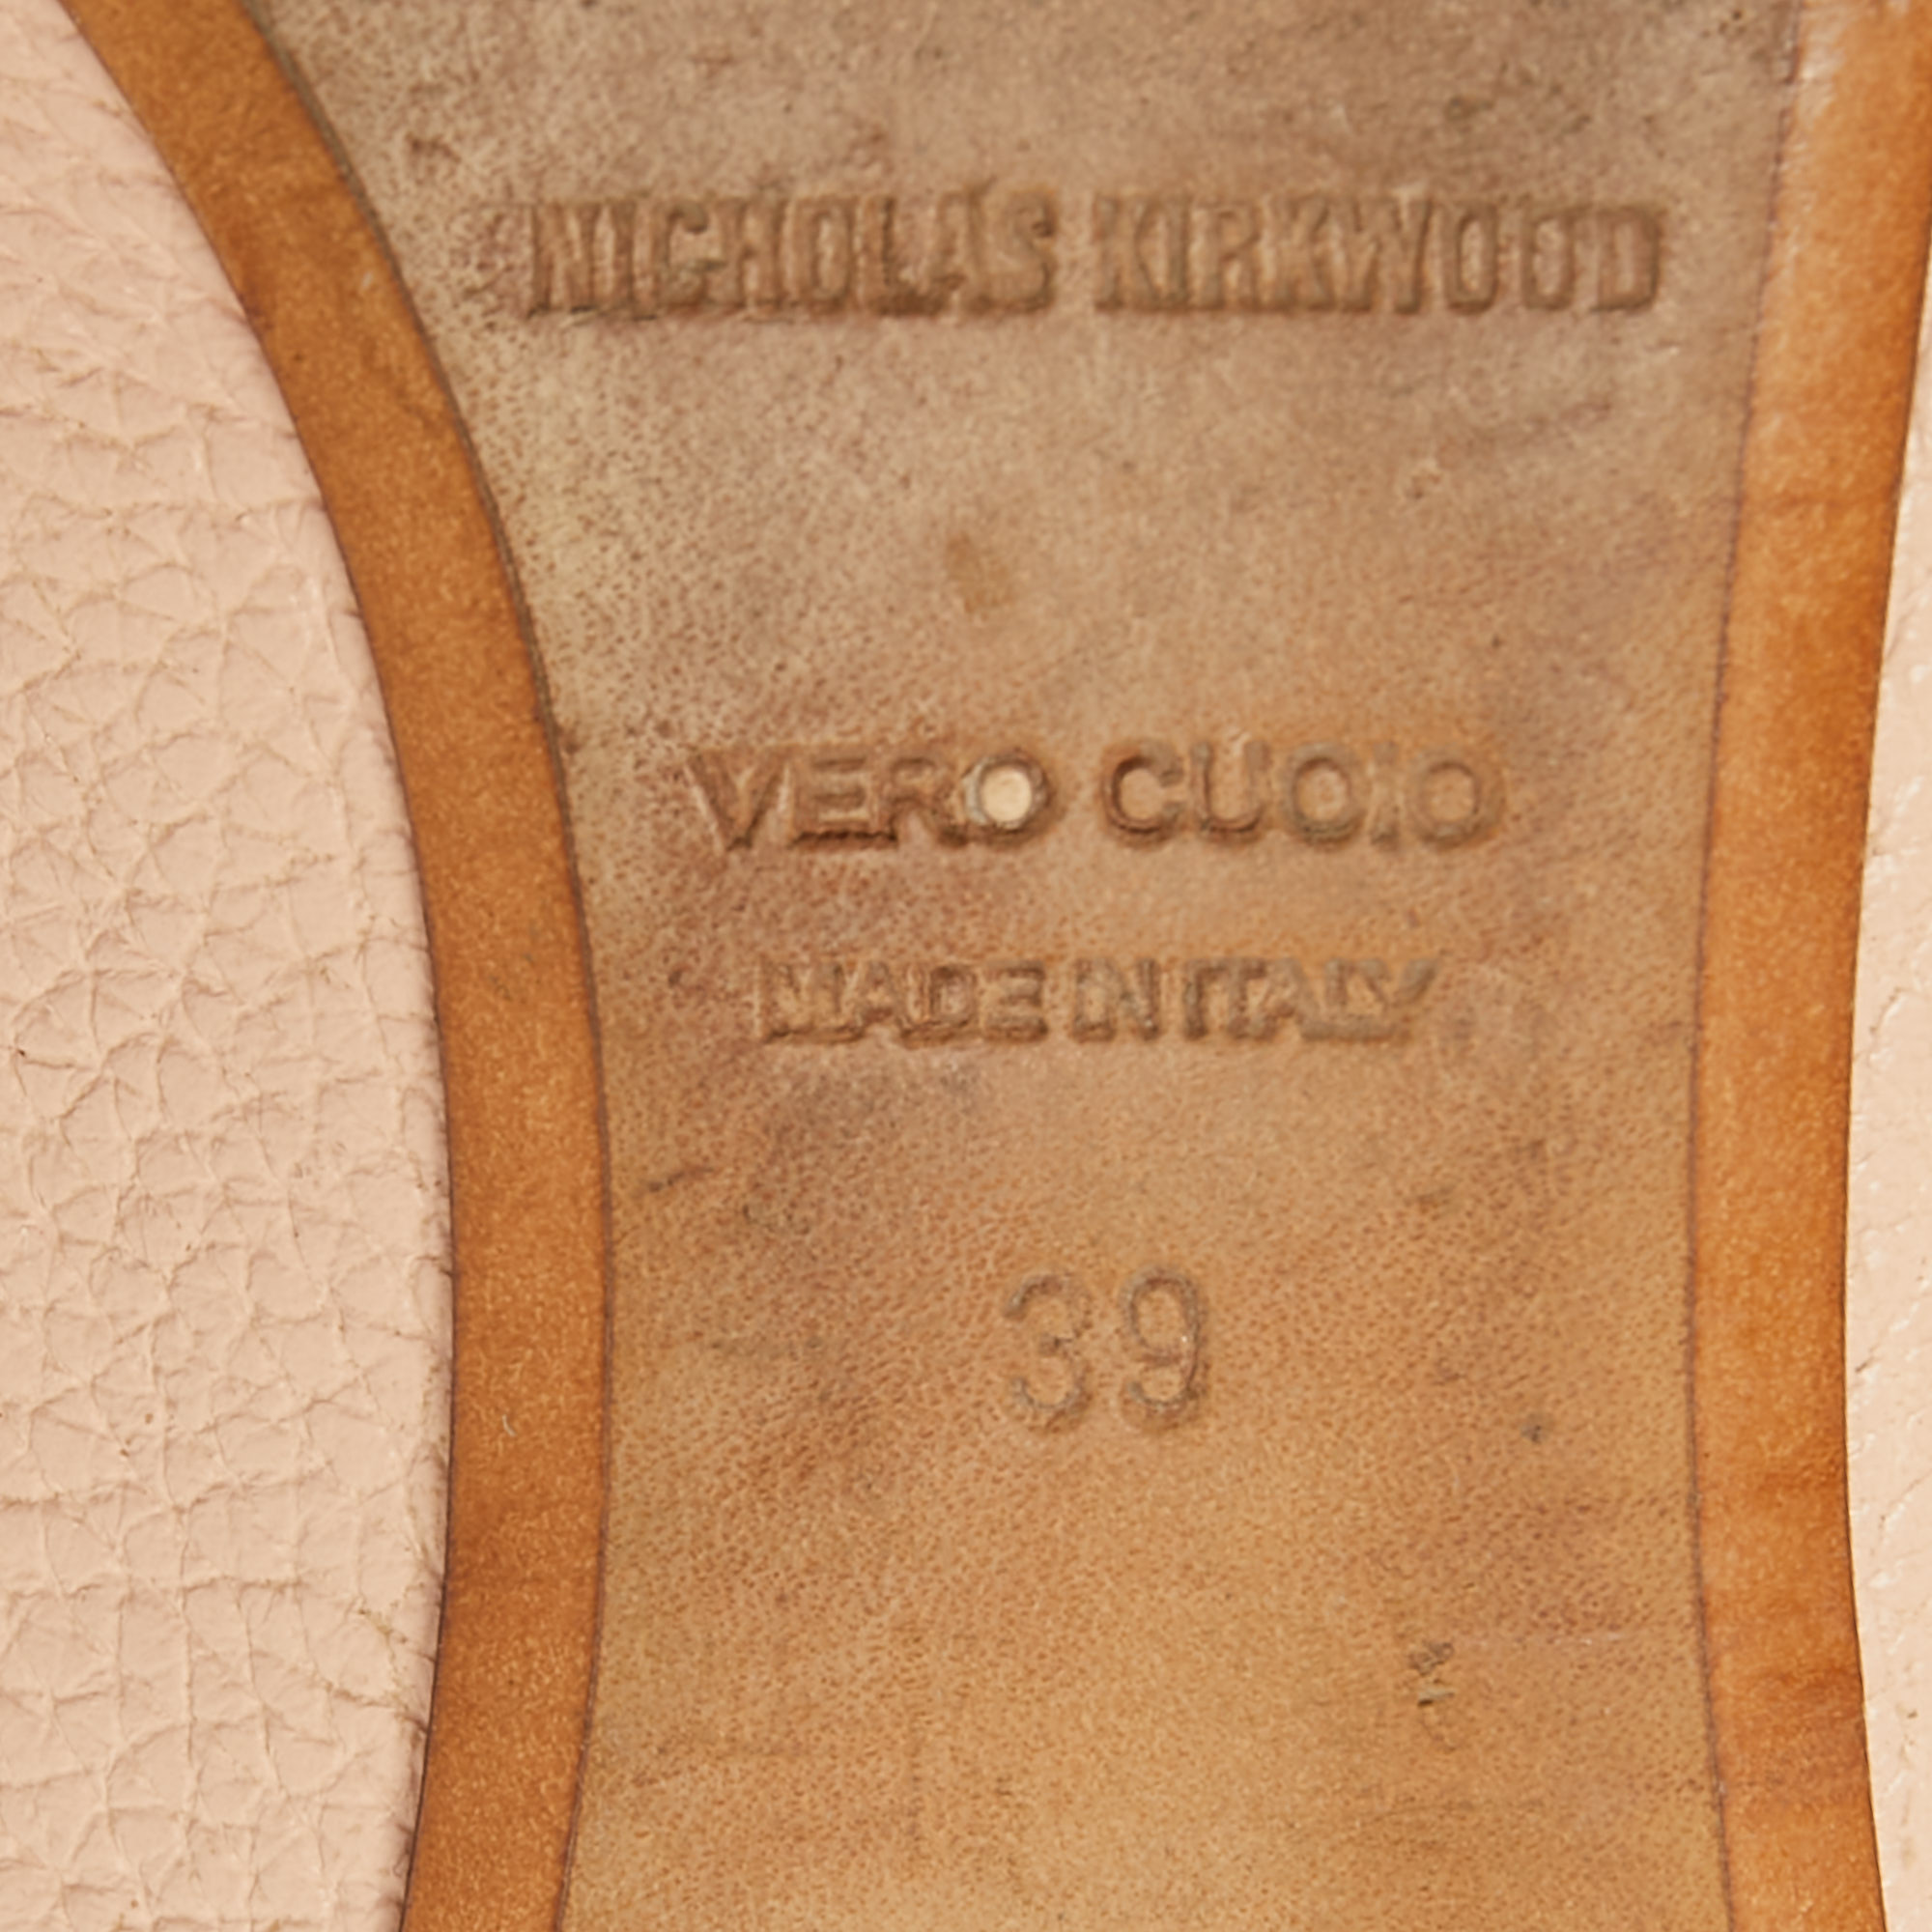 NICHOLAS KIRKWOOD
VERO CUOIO
MADE IN ITALY
39